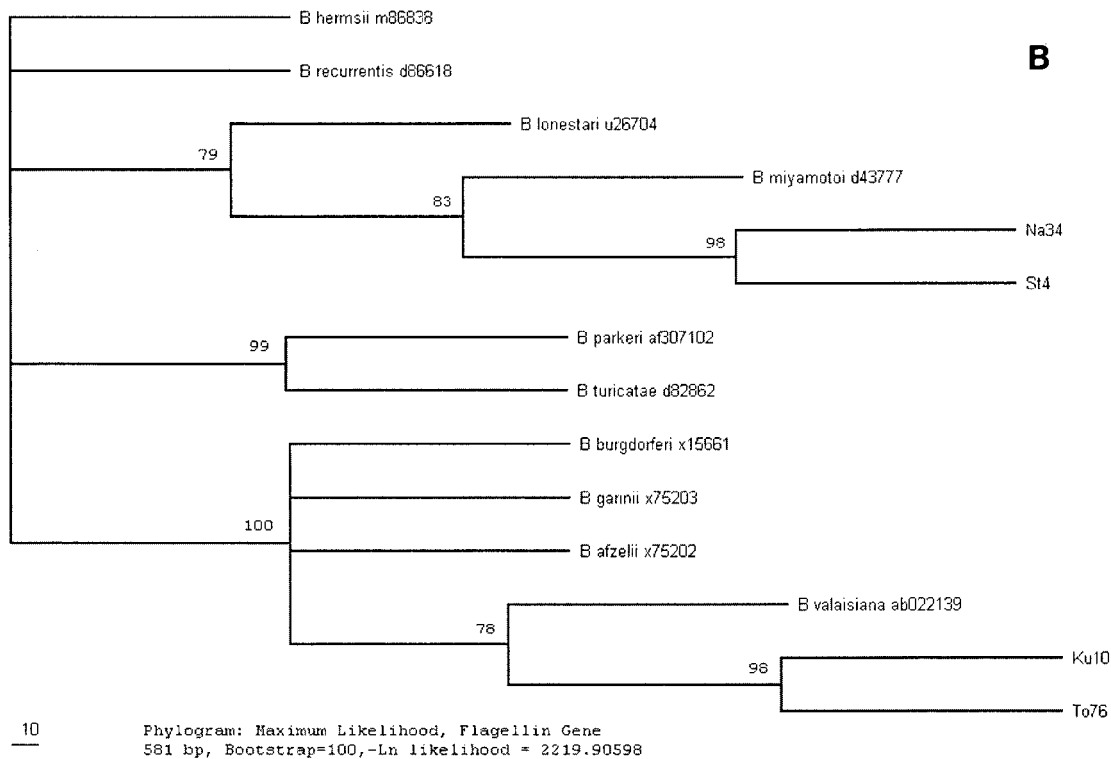 B hermsii m86838
B
B recurrentis d86618
B lonestari u26704
79
B miyamotoi d43777
83
Na34
98
St4
B parkeri af307102
99
B turicatae d82862
B burgdorferi x15661
B garinii x75203
100
B afzelii x75202
B valaisiana ab022139
78
Ku10
98
To76
10
Phylogram: Maximum Likelihood, Flagellin Gene
581 bp, Bootstrap=100,-Ln likelihood = 2219.90598